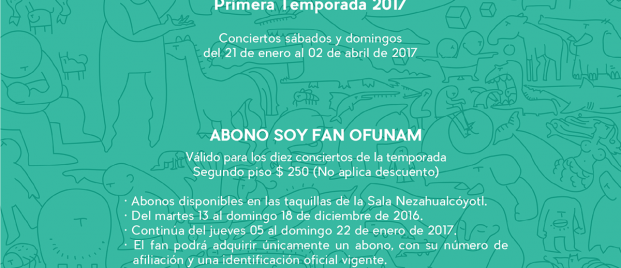 Primera Temporada 2017
Conciertos sábados y domingos
del 21 de enero al 02 de abril de 2017
ABONO SOY FAN OFUNAM
Válido para los diez conciertos de la temporada
Segundo piso $ 250 (No aplica descuento)
· Abonos disponibles en las taquillas de la Sala Nezahualcóyotl.
· Del martes 13 al domingo 18 de diciembre de 2016.
· Continúa del jueves 05 al domingo 22 de enero de 2017.
· El fan podrá adquirir únicamente un abono, con su número de
afiliación y una identificación oficial vigente.